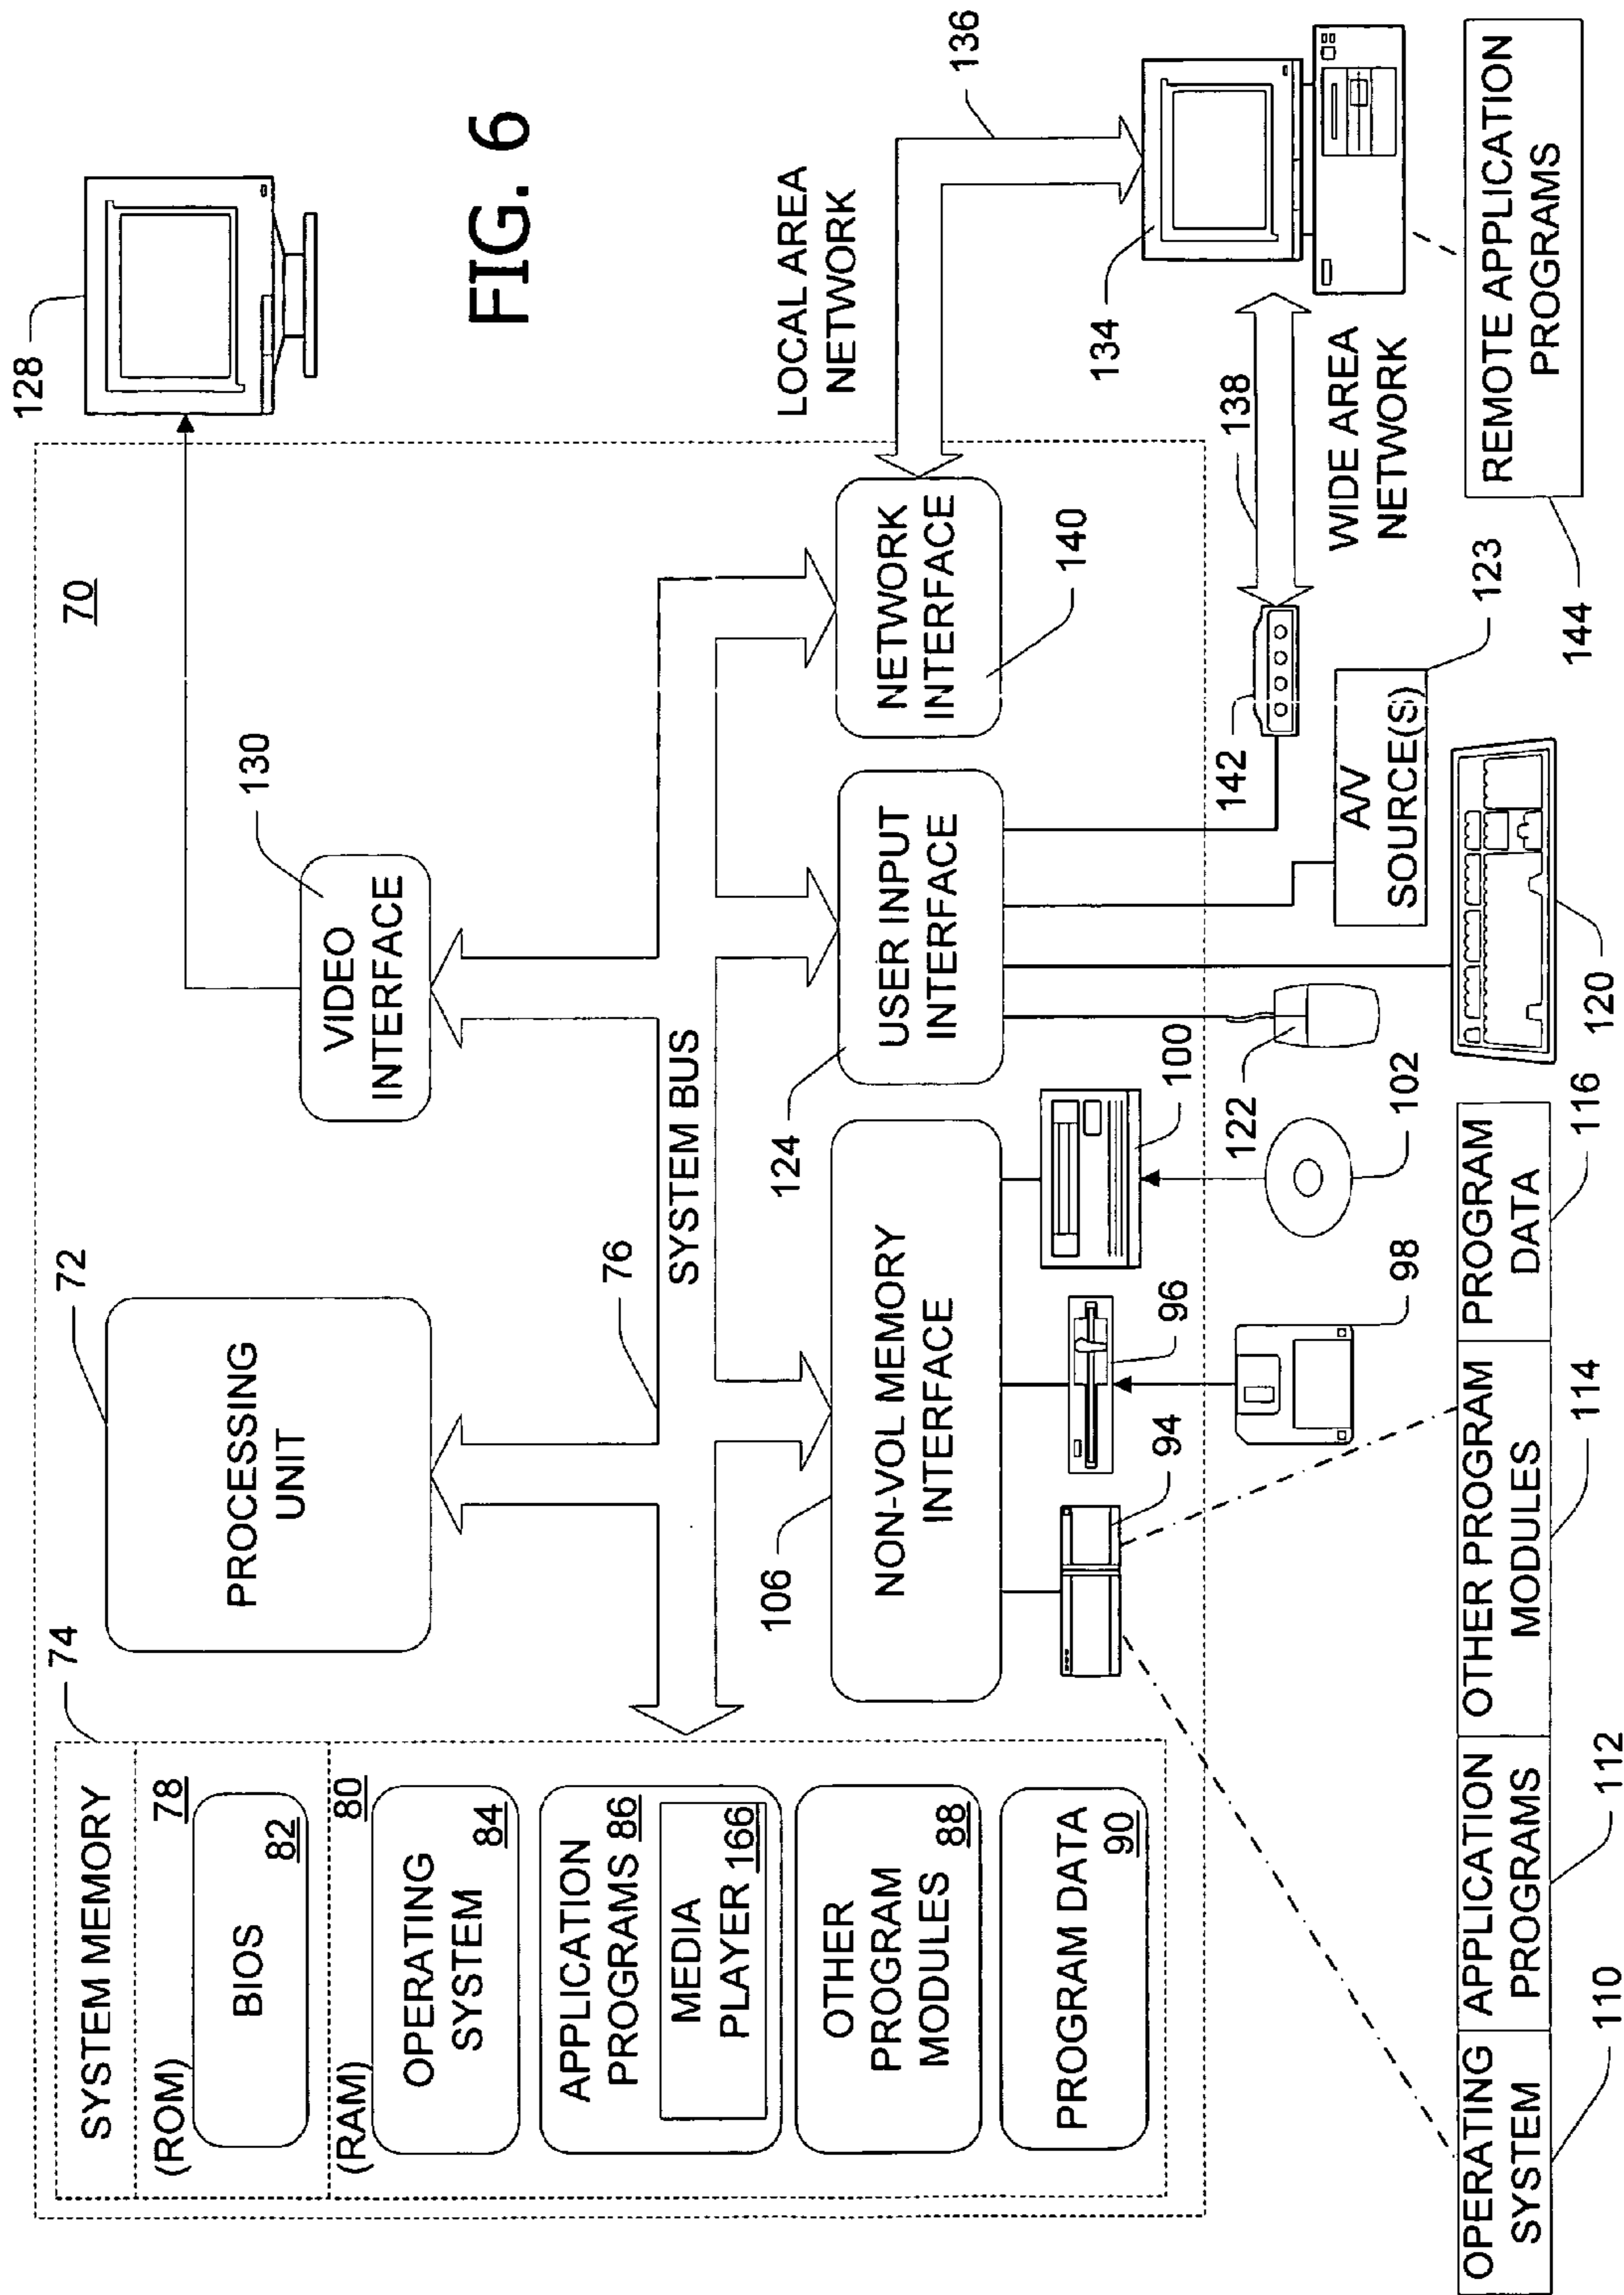 FIG. 6
70
128
SYSTEM MEMORY
74
(ROM) 78
BIOS
82
(RAM) 80
OPERATING
SYSTEM
84
APPLICATION
PROGRAMS 86
MEDIA
PLAYER 166
OTHER
PROGRAM
MODULES
88
PROGRAM DATA
90
72
PROCESSING
UNIT
76
SYSTEM BUS
130
VIDEO
INTERFACE
106
NON-VOL MEMORY
INTERFACE
124
USER INPUT
INTERFACE
NETWORK
INTERFACE
140
LOCAL AREA
NETWORK
136
134
138
WIDE AREA
NETWORK
142
94
96
98
100
102
122
120
A/V
SOURCE(S)
123
OPERATING
SYSTEM
110
APPLICATION
PROGRAMS
112
OTHER PROGRAM
MODULES
114
PROGRAM
DATA
116
REMOTE APPLICATION
PROGRAMS
144